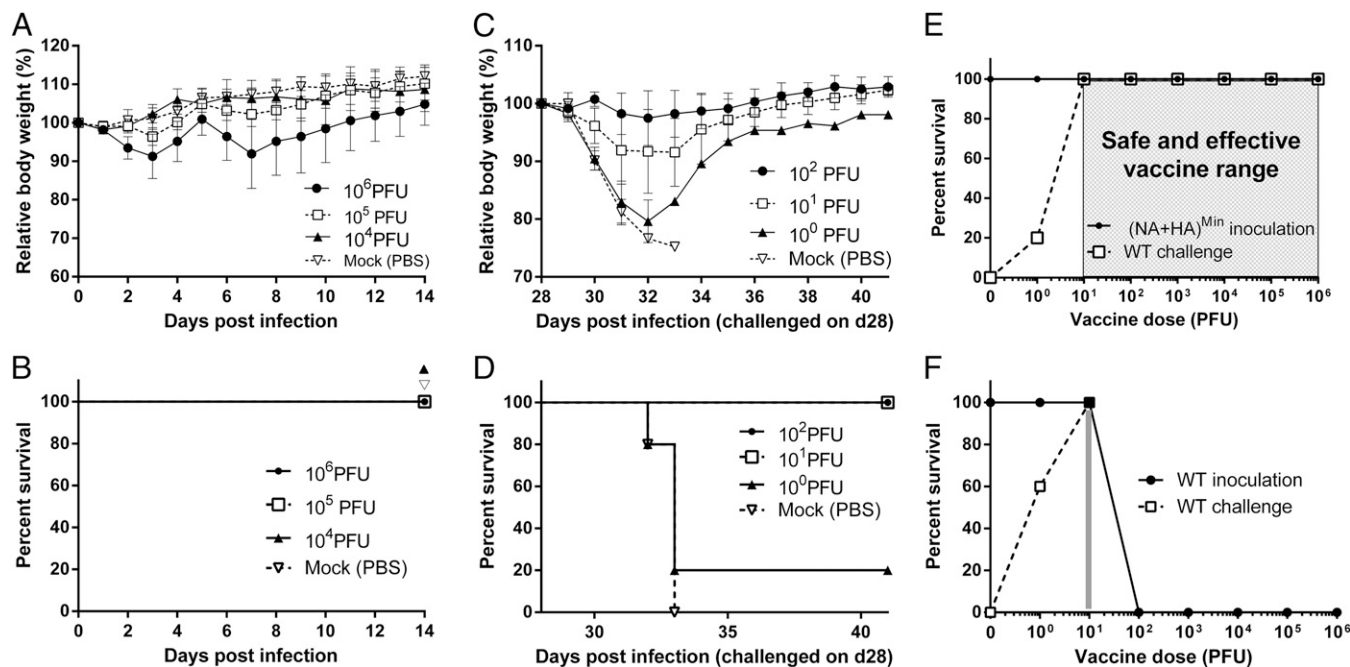 A
Relative body weight (%)
120
110
100
90
80
70
60
10⁶PFU
10⁵ PFU
10⁴PFU
Mock (PBS)
0 2 4 6 8 10 12 14
Days post infection
B
Percent survival
100
80
60
40
20
0
10⁶PFU
10⁵ PFU
10⁴PFU
Mock (PBS)
0 2 4 6 8 10 12 14
Days post infection
C
Relative body weight (%)
110
100
90
80
70
10² PFU
10¹ PFU
10⁰ PFU
Mock (PBS)
28 30 32 34 36 38 40
Days post infection (challenged on d28)
D
Percent survival
100
80
60
40
20
0
10²PFU
10¹PFU
10⁰PFU
Mock (PBS)
30 35 40
Days post infection (challenged on d28)
E
Percent survival
100
80
60
40
20
0
Safe and effective
vaccine range
(NA+HA)ᴹⁱⁿ inoculation
WT challenge
0 10⁰ 10¹ 10² 10³ 10⁴ 10⁵ 10⁶
Vaccine dose (PFU)
F
Percent survival
100
80
60
40
20
0
WT inoculation
WT challenge
0 10⁰ 10¹ 10² 10³ 10⁴ 10⁵ 10⁶
Vaccine dose (PFU)